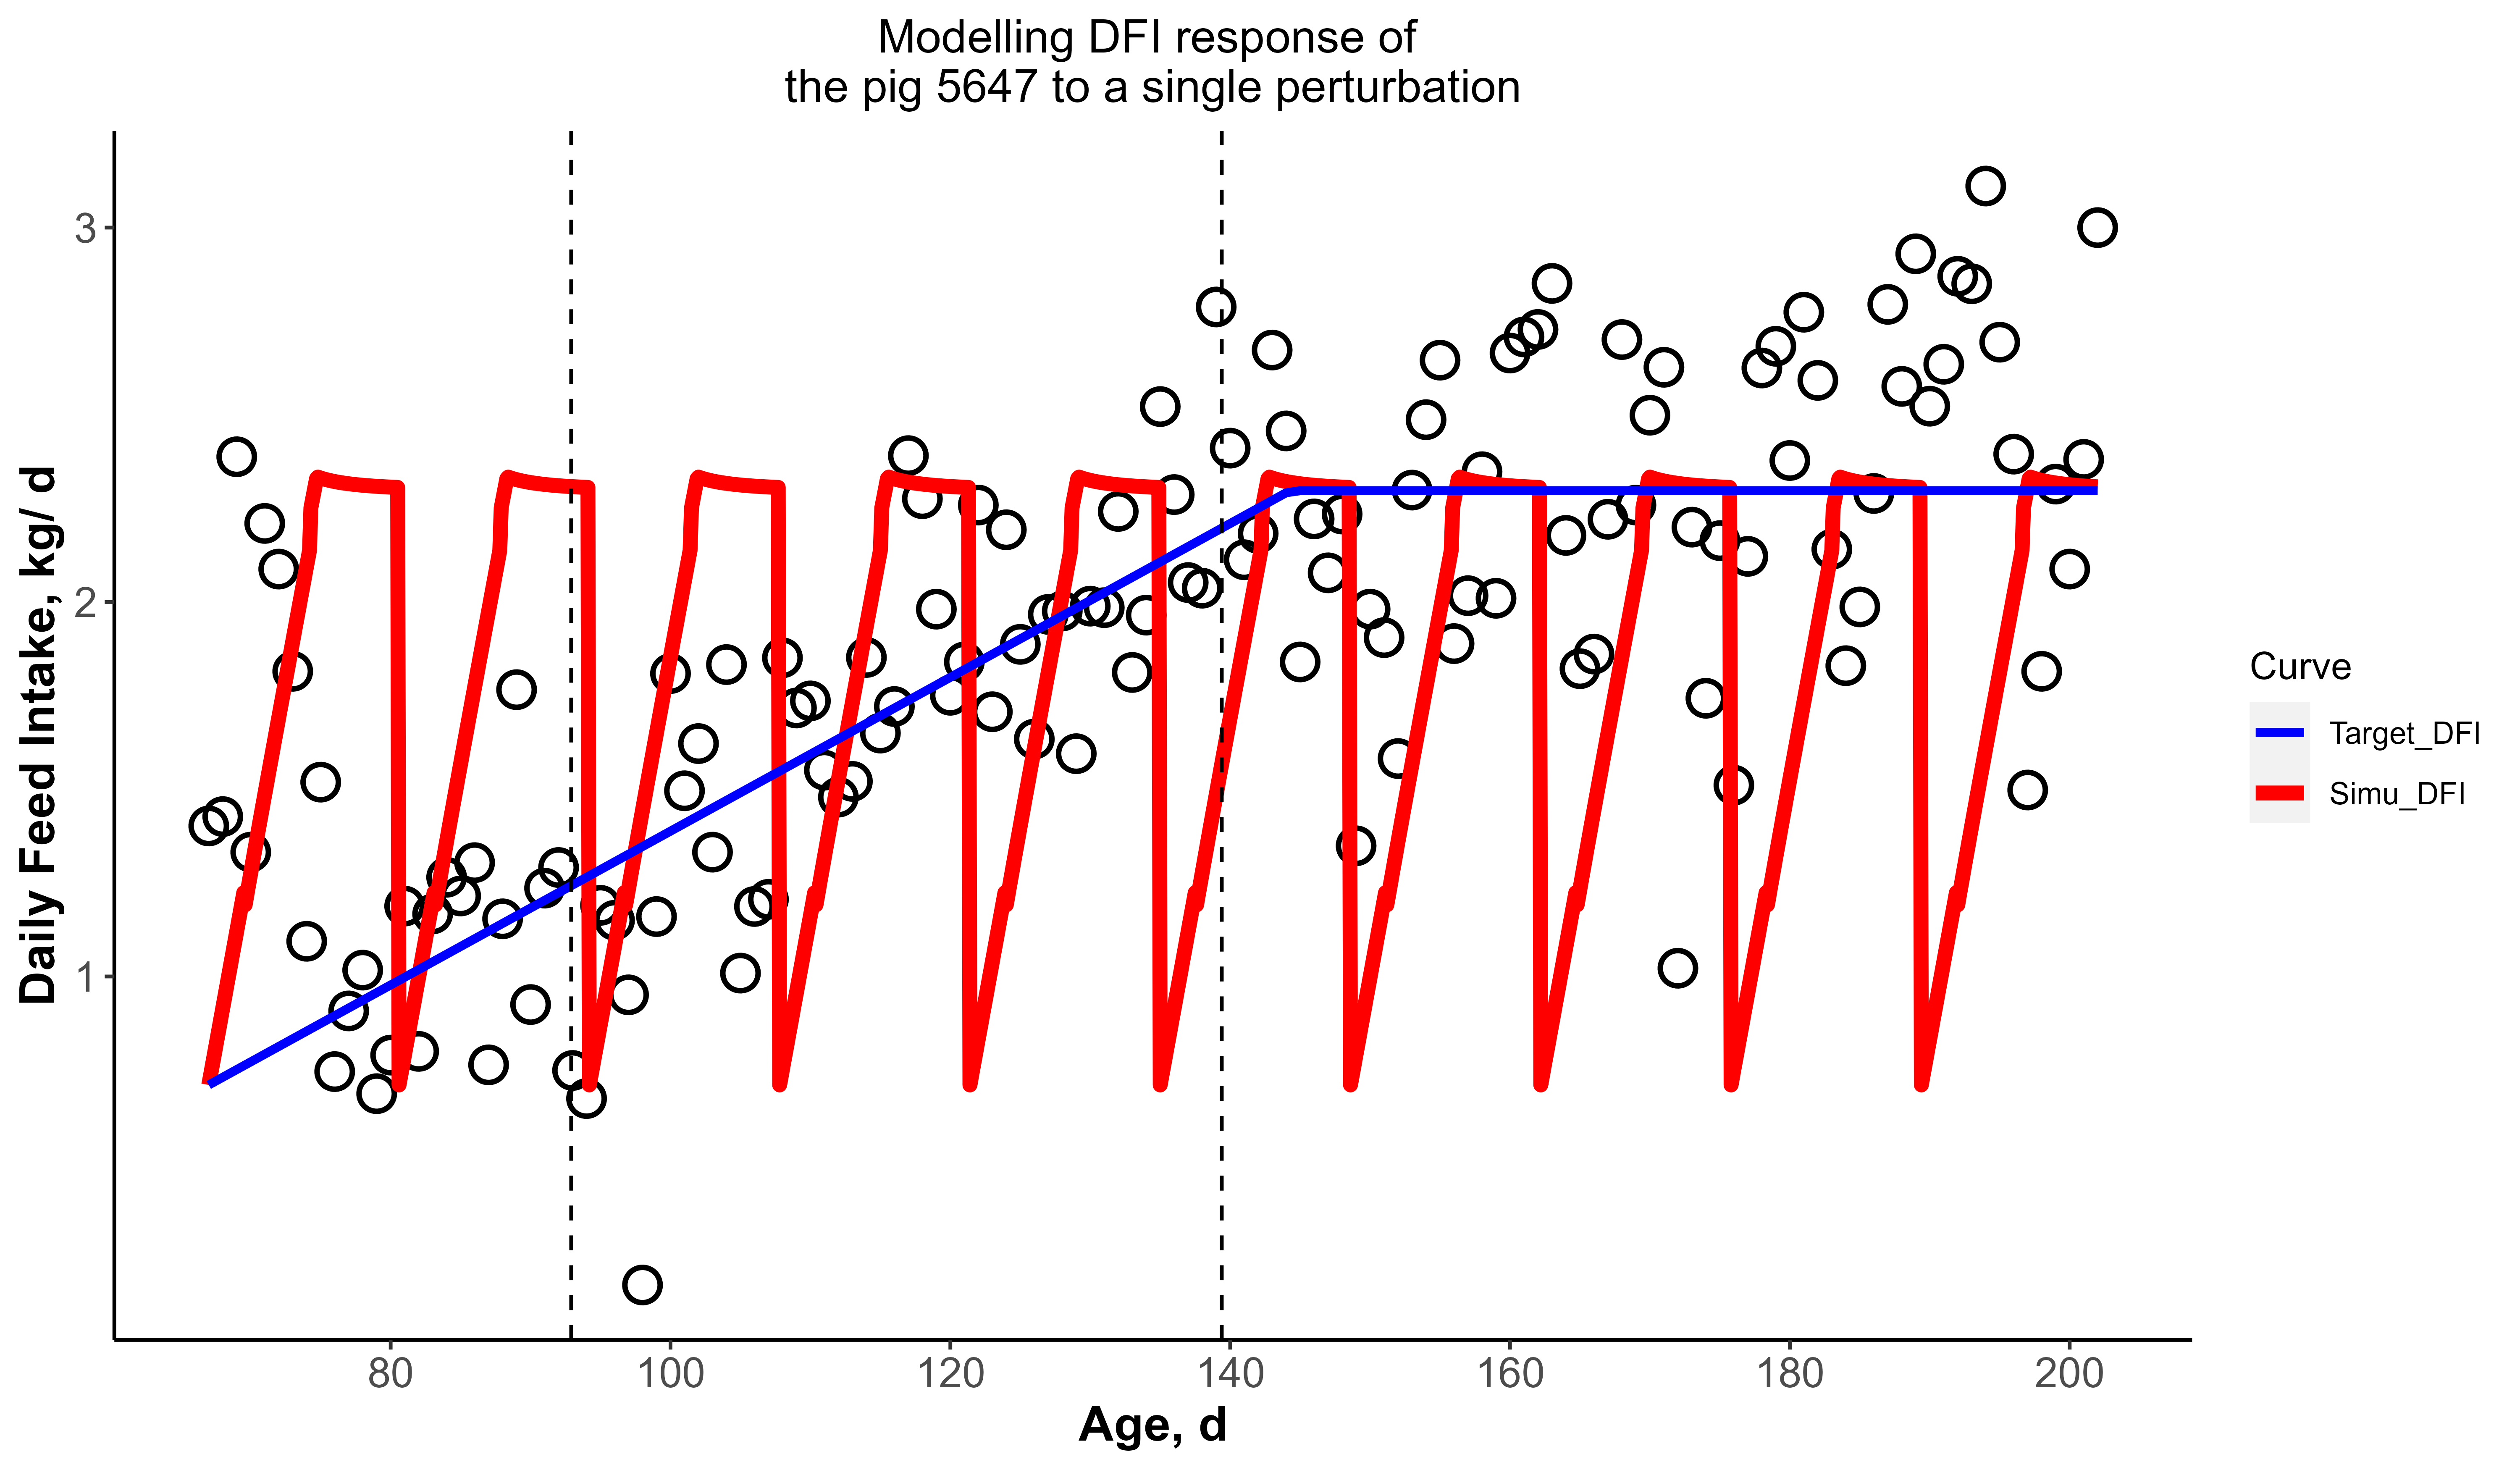 Modelling DFI response of
the pig 5647 to a single perturbation
3
2
1
Daily Feed Intake, kg/ d
80 100 120 140 160 180 200
Age, d
Curve
Target_DFI
Simu_DFI